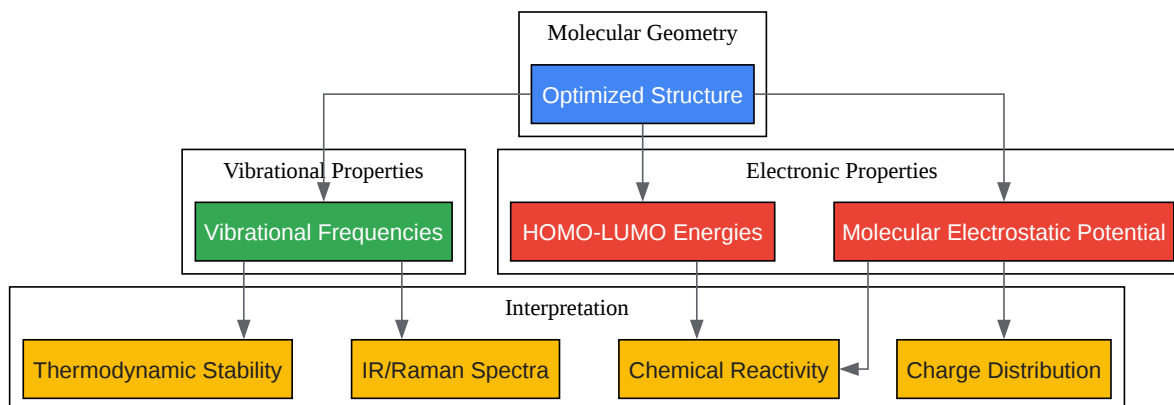 Molecular Geometry
Optimized Structure
Vibrational Properties
Electronic Properties
Vibrational Frequencies
HOMO-LUMO Energies
Molecular Electrostatic Potential
Interpretation
Thermodynamic Stability
IR/Raman Spectra
Chemical Reactivity
Charge Distribution